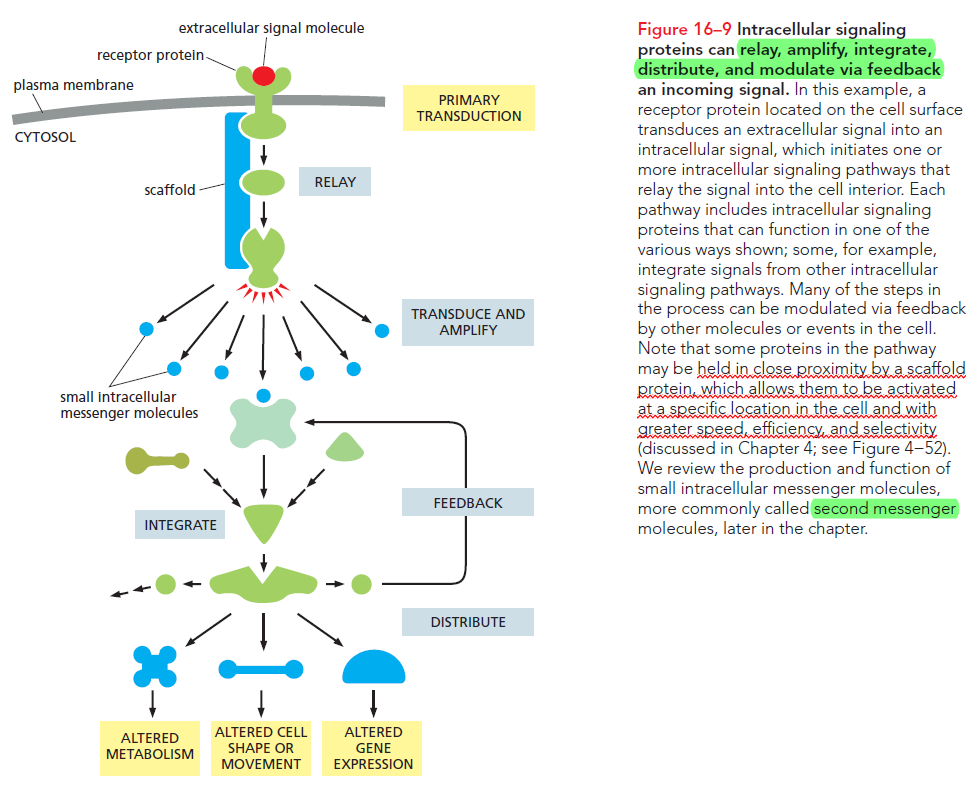 extracellular signal molecule
receptor protein
plasma membrane
CYTOSOL
PRIMARY
TRANSDUCTION
scaffold
RELAY
TRANSDUCE AND
AMPLIFY
small intracellular
messenger molecules
FEEDBACK
INTEGRATE
DISTRIBUTE
ALTERED
METABOLISM
ALTERED CELL
SHAPE OR
MOVEMENT
ALTERED
GENE
EXPRESSION
Figure 16–9 Intracellular signaling
proteins can relay, amplify, integrate,
distribute, and modulate via feedback
an incoming signal. In this example, a
receptor protein located on the cell surface
transduces an extracellular signal into an
intracellular signal, which initiates one or
more intracellular signaling pathways that
relay the signal into the cell interior. Each
pathway includes intracellular signaling
proteins that can function in one of the
various ways shown; some, for example,
integrate signals from other intracellular
signaling pathways. Many of the steps in
the process can be modulated via feedback
by other molecules or events in the cell.
Note that some proteins in the pathway
may be held in close proximity by a scaffold
protein, which allows them to be activated
at a specific location in the cell and with
greater speed, efficiency, and selectivity
(discussed in Chapter 4; see Figure 4–52).
We review the production and function of
small intracellular messenger molecules,
more commonly called second messenger
molecules, later in the chapter.